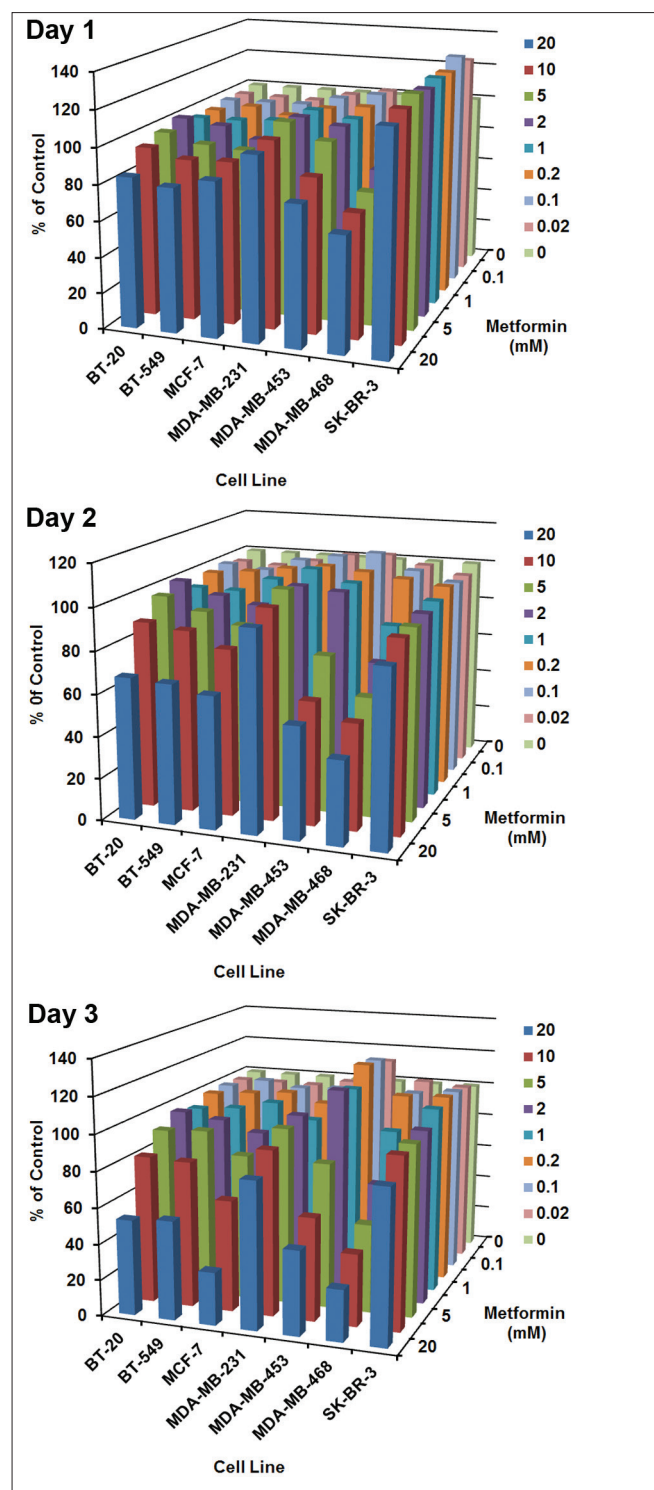 Day 1
% of Control
140
120
100
80
60
40
20
0
BT-20
BT-549
MCF-7
MDA-MB-231
MDA-MB-453
MDA-MB-468
SK-BR-3
Cell Line
0
0.1
1
5
20
Metformin
(mM)
20
10
5
2
1
0.2
0.1
0.02
0
Day 2
% 0f Control
120
100
80
60
40
20
0
BT-20
BT-549
MCF-7
MDA-MB-231
MDA-MB-453
MDA-MB-468
SK-BR-3
Cell Line
0
0.1
1
5
20
Metformin
(mM)
20
10
5
2
1
0.2
0.1
0.02
0
Day 3
% of Control
140
120
100
80
60
40
20
0
BT-20
BT-549
MCF-7
MDA-MB-231
MDA-MB-453
MDA-MB-468
SK-BR-3
Cell Line
0
0.1
1
5
20
Metformin
(mM)
20
10
5
2
1
0.2
0.1
0.02
0